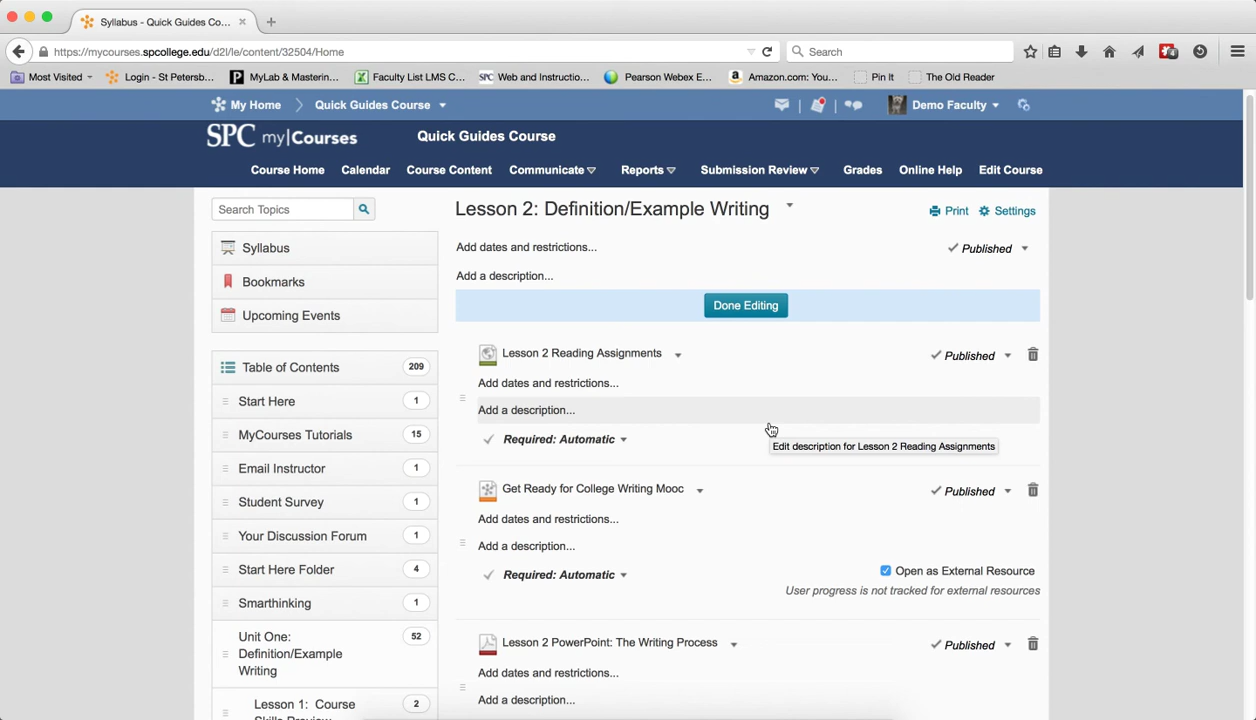 Syllabus - Quick Guides Co...
https://mycourses.spcollege.edu/d2l/le/content/32504/Home
Search
Most Visited
Login - St Petersb...
MyLab & Mastering...
Faculty List LMS C...
SPC Web and Instructio...
Pearson Webex E...
Amazon.com: You...
Pin It
The Old Reader
My Home
Quick Guides Course
Demo Faculty
SPC my|Courses
Quick Guides Course
Course Home
Calendar
Course Content
Communicate
Reports
Submission Review
Grades
Online Help
Edit Course
Search Topics
Syllabus
Bookmarks
Upcoming Events
Table of Contents 209
Start Here 1
MyCourses Tutorials 15
Email Instructor 1
Student Survey 1
Your Discussion Forum 1
Start Here Folder 4
Smarthinking 1
Unit One: 52
Definition/Example
Writing
Lesson 1: Course 2
Skills Preview
Lesson 2: Definition/Example Writing
Print
Settings
Add dates and restrictions...
Published
Add a description...
Done Editing
Lesson 2 Reading Assignments
Published
Add dates and restrictions...
Add a description...
Edit description for Lesson 2 Reading Assignments
Required: Automatic
Get Ready for College Writing Mooc
Published
Add dates and restrictions...
Add a description...
Required: Automatic
Open as External Resource
User progress is not tracked for external resources
Lesson 2 PowerPoint: The Writing Process
Published
Add dates and restrictions...
Add a description...